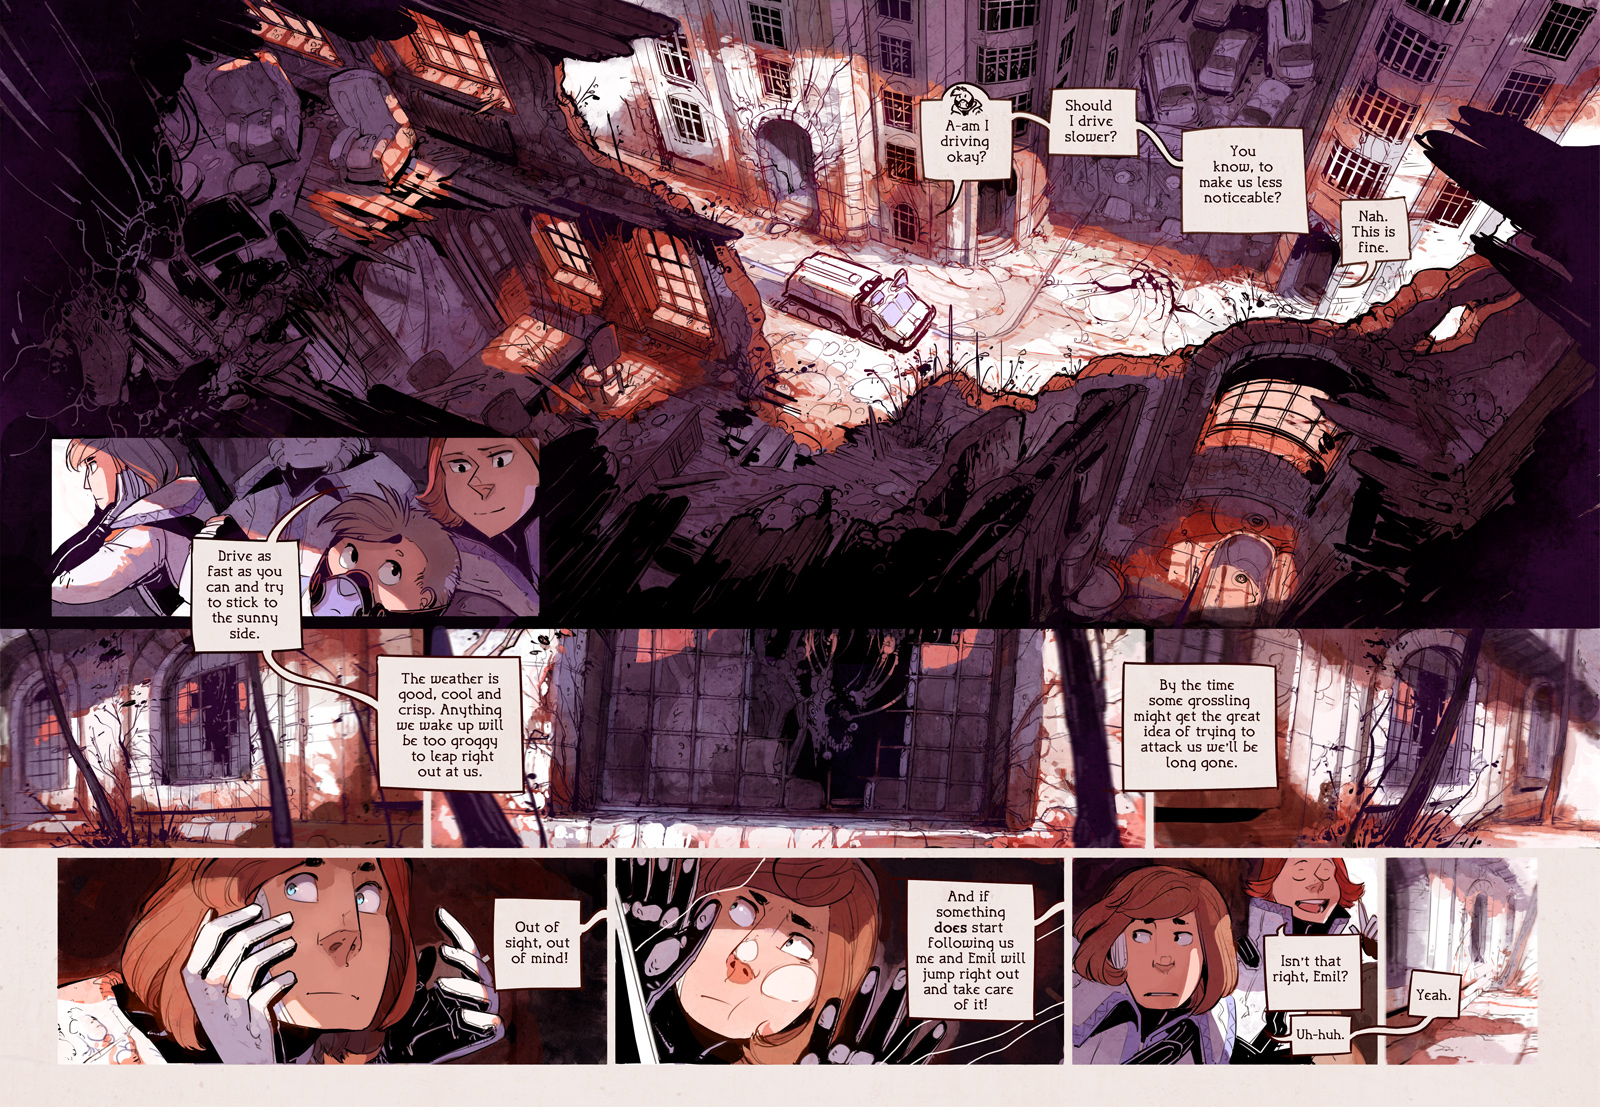 A-am I
driving
okay?
Should
I drive
slower?
You
know, to
make us less
noticeable?
Nah.
This is
fine.
Drive as
fast as you
can and try
to stick to
the sunny
side.
The weather is
good, cool and
crisp. Anything
we wake up will
be too groggy
to leap right
out at us.
By the time
some grossling
might get the great
idea of trying to
attack us we'll be
long gone.
Out of
sight, out
of mind!
And if
something
does start
following us
me and Emil will
jump right out
and take care
of it!
Isn't that
right, Emil?
Uh-huh.
Yeah.